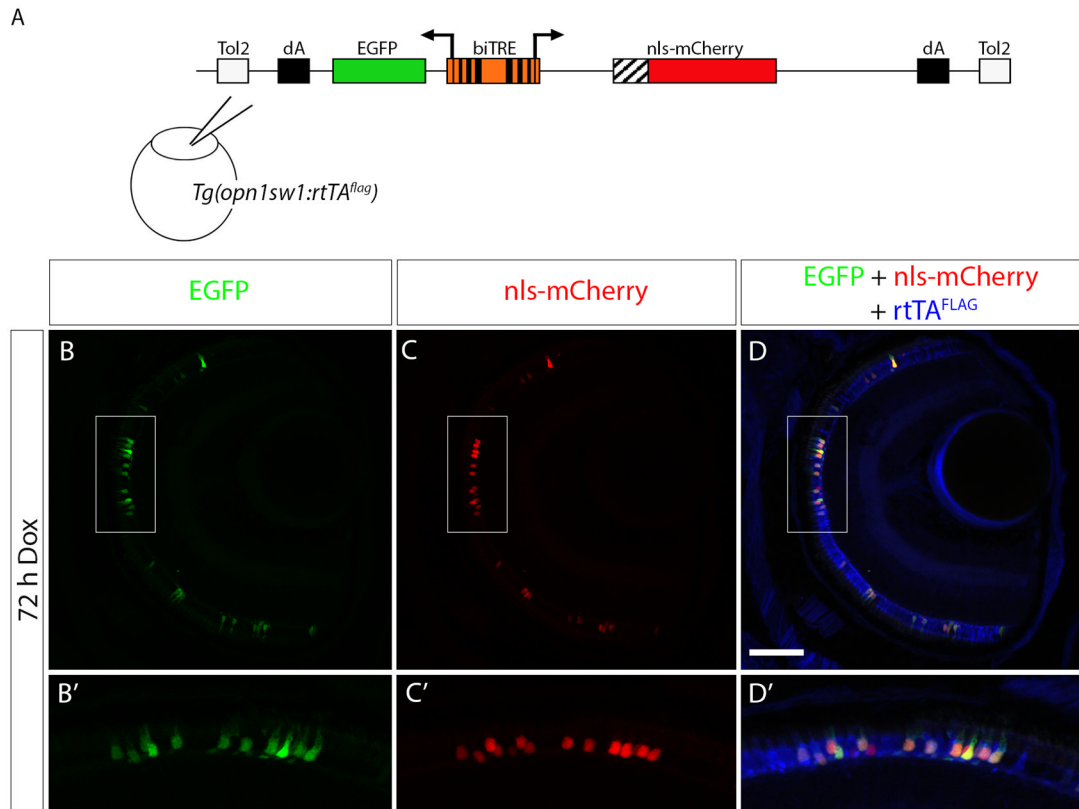 A
Tol2 dA EGFP biTRE nls-mCherry dA Tol2
Tg(opn1sw1:rtTAflag)
EGFP
nls-mCherry
EGFP + nls-mCherry
+ rtTAFLAG
72 h Dox
B
C
D
B′
C′
D′